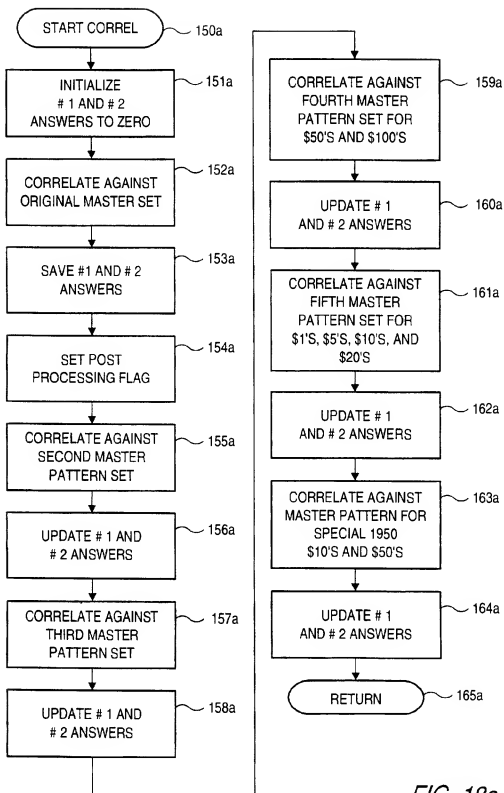 START CORREL
150a
INITIALIZE
# 1 AND # 2
ANSWERS TO ZERO
151a
CORRELATE AGAINST
ORIGINAL MASTER SET
152a
SAVE #1 AND # 2
ANSWERS
153a
SET POST
PROCESSING FLAG
154a
CORRELATE AGAINST
SECOND MASTER
PATTERN SET
155a
UPDATE # 1 AND
# 2 ANSWERS
156a
CORRELATE AGAINST
THIRD MASTER
PATTERN SET
157a
UPDATE # 1 AND
# 2 ANSWERS
158a
CORRELATE AGAINST
FOURTH MASTER
PATTERN SET FOR
$50'S AND $100'S
159a
UPDATE # 1
AND # 2 ANSWERS
160a
CORRELATE AGAINST
FIFTH MASTER
PATTERN SET FOR
$1'S, $5'S, $10'S, AND
$20'S
161a
UPDATE # 1
AND # 2 ANSWERS
162a
CORRELATE AGAINST
MASTER PATTERN FOR
SPECIAL 1950
$10'S AND $50'S
163a
UPDATE # 1
AND # 2 ANSWERS
164a
RETURN
165a
FIG. 18a